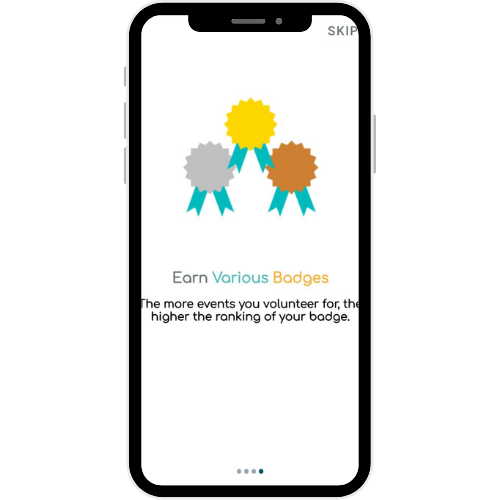 SKIP
Earn Various Badges
The more events you volunteer for, the
higher the ranking of your badge.